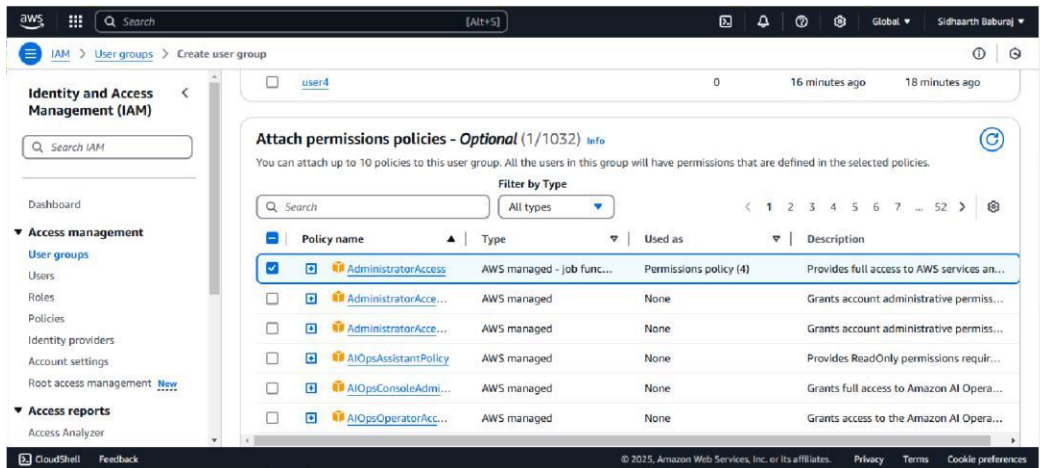 aws Search [Alt+S] Global Sidhaarth Baburaj
IAM > User groups > Create user group
Identity and Access Management (IAM)
Search IAM
Dashboard
Access management
User groups
Users
Roles
Policies
Identity providers
Account settings
Root access management New
Access reports
Access Analyzer
user4 0 16 minutes ago 18 minutes ago
Attach permissions policies - Optional (1/1032) Info
You can attach up to 10 policies to this user group. All the users in this group will have permissions that are defined in the selected policies.
Filter by Type
Search All types < 1 2 3 4 5 6 7 ... 52 >
Policy name Type Used as Description
AdministratorAccess AWS managed - job func... Permissions policy (4) Provides full access to AWS services an...
AdministratorAcce... AWS managed None Grants account administrative permiss...
AdministratorAcce... AWS managed None Grants account administrative permiss...
AIOpsAssistantPolicy AWS managed None Provides ReadOnly permissions requir...
AIOpsConsoleAdmi... AWS managed None Grants full access to Amazon AI Opera...
AIOpsOperatorAcc... AWS managed None Grants access to the Amazon AI Opera...
CloudShell Feedback © 2025, Amazon Web Services, Inc. or its affiliates. Privacy Terms Cookie preferences